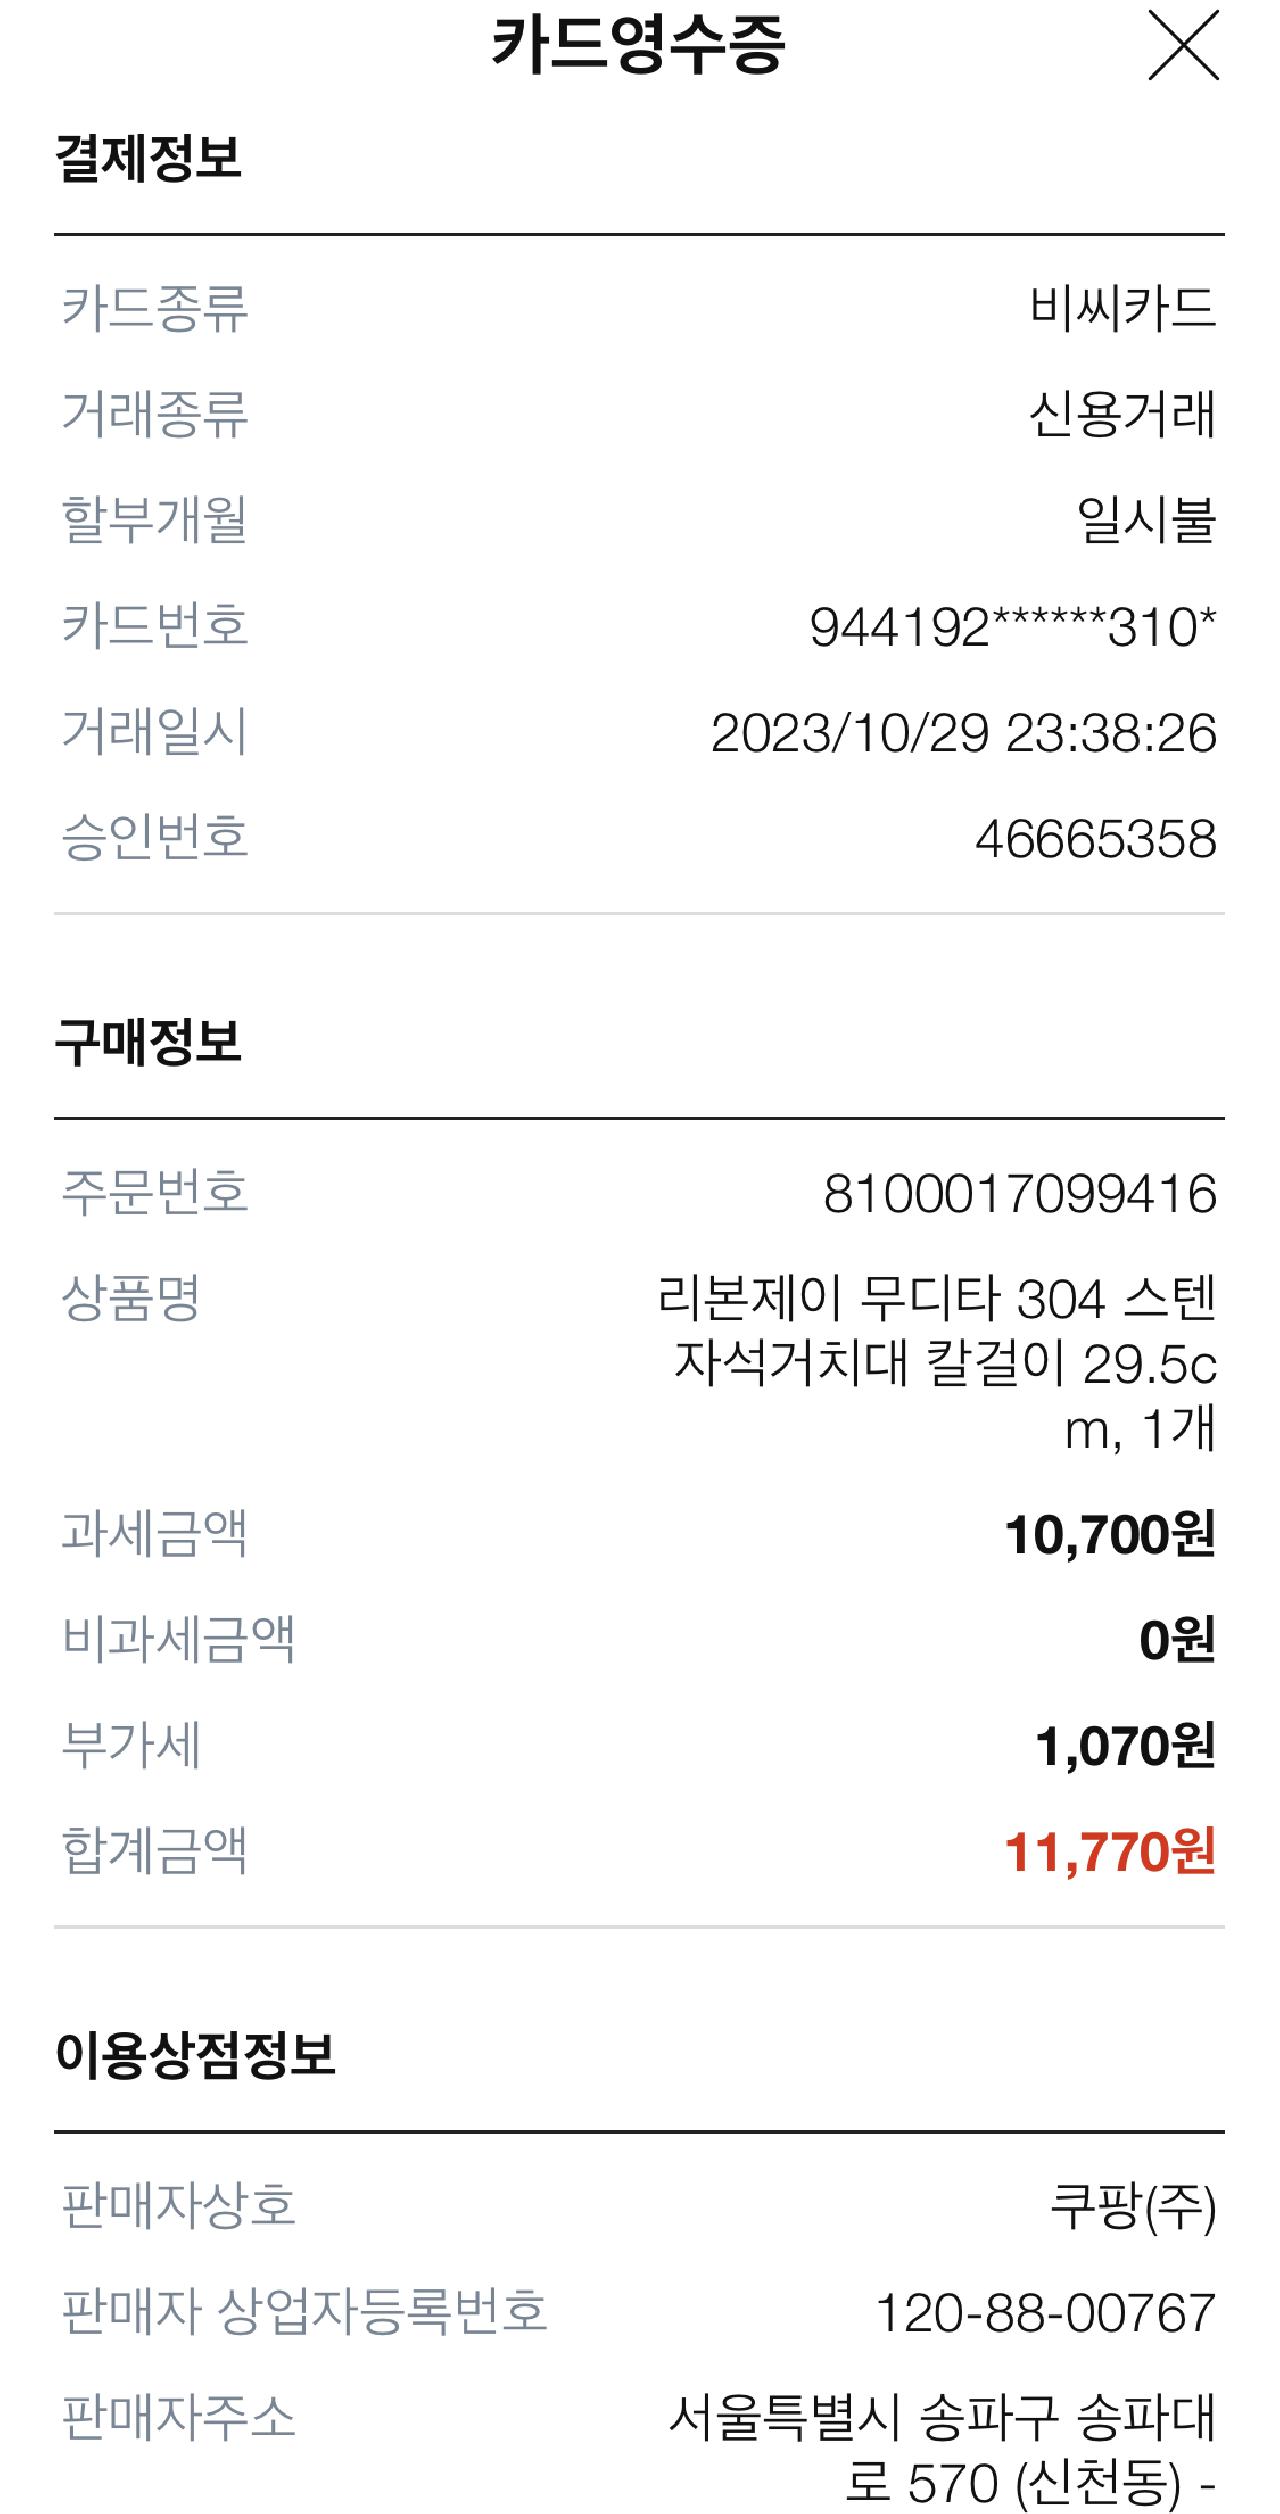 카드영수증
결제정보
카드종류 비씨카드
거래종류 신용거래
할부개월 일시불
카드번호 944192******310*
거래일시 2023/10/29 23:38:26
승인번호 46665358
구매정보
주문번호 8100017099416
상품명 리본제이 무디타 304 스텐
자석거치대 칼걸이 29.5c
m, 1개
과세금액 10,700원
비과세금액 0원
부가세 1,070원
합계금액 11,770원
이용상점정보
판매자상호 쿠팡(주)
판매자 상업자등록번호 120-88-00767
판매자주소 서울특별시 송파구 송파대
로 570 (신천동) -